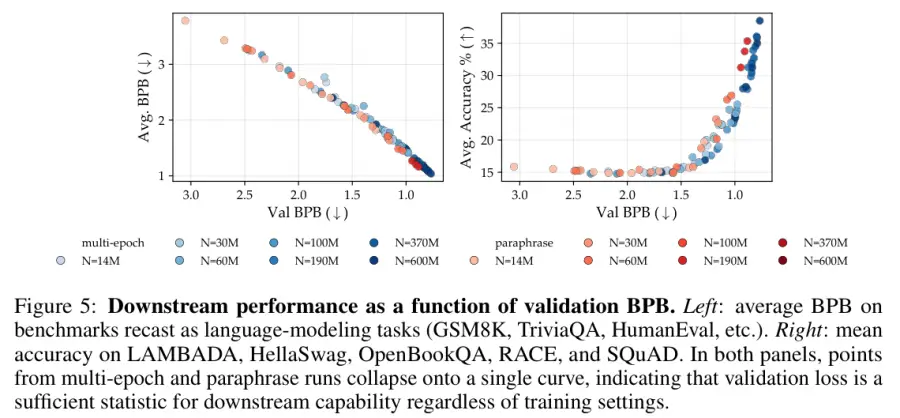 3
2
1
Avg. BPB (↓)
3.0 2.5 2.0 1.5 1.0
Val BPB (↓)
35
30
25
20
15
Avg. Accuracy % (↑)
3.0 2.5 2.0 1.5 1.0
Val BPB (↓)
multi-epoch N=30M N=100M N=370M paraphrase N=30M N=100M N=370M
N=14M N=60M N=190M N=600M N=14M N=60M N=190M N=600M
Figure 5: Downstream performance as a function of validation BPB. Left: average BPB on
benchmarks recast as language-modeling tasks (GSM8K, TriviaQA, HumanEval, etc.). Right: mean
accuracy on LAMBADA, HellaSwag, OpenBookQA, RACE, and SQuAD. In both panels, points
from multi-epoch and paraphrase runs collapse onto a single curve, indicating that validation loss is a
sufficient statistic for downstream capability regardless of training settings.